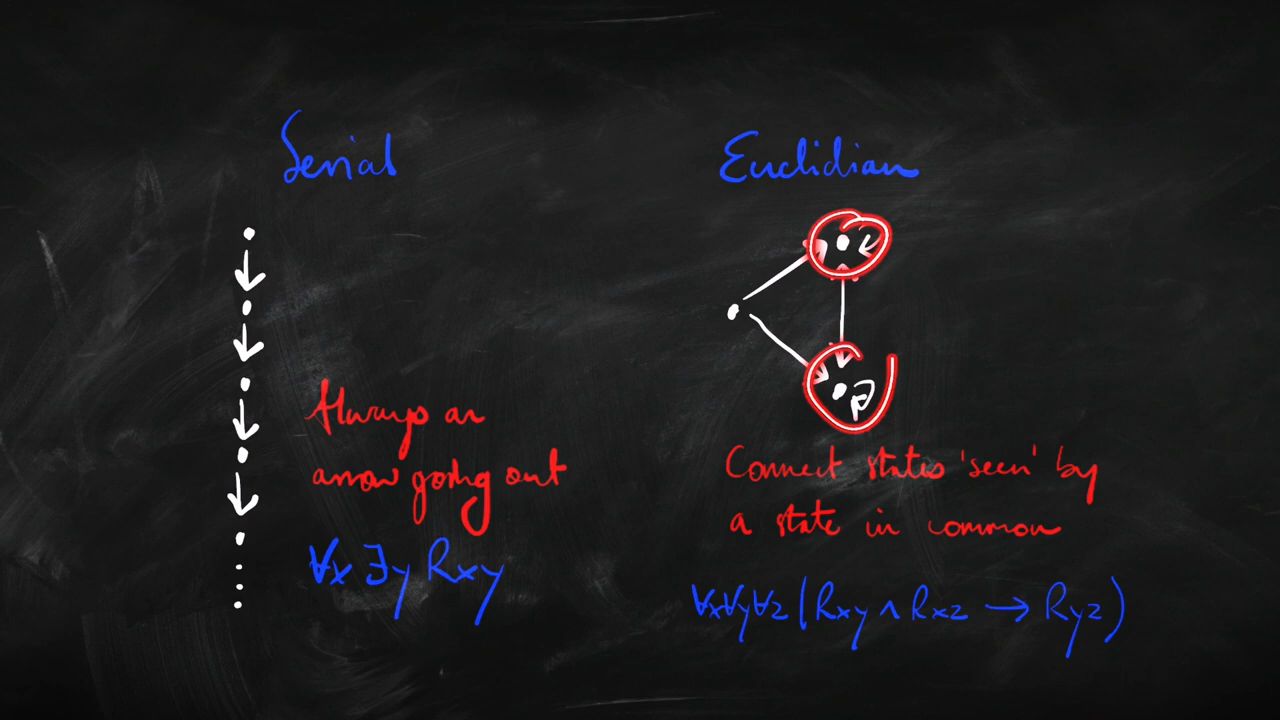 Serial
Always an
arrow going out
∀x ∃y Rxy
Euclidian
Connect states 'seen' by
a state in common
∀x∀y∀z(Rxy ∧ Rxz → Ryz)